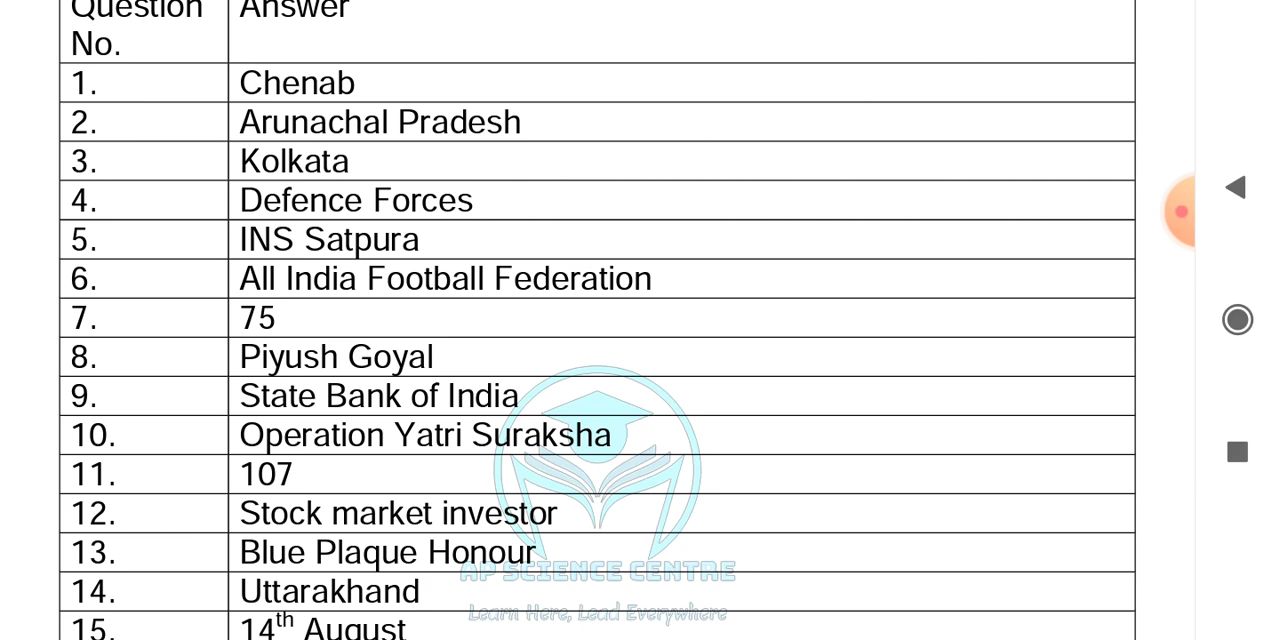 Question Answer
No.
1. Chenab
2. Arunachal Pradesh
3. Kolkata
4. Defence Forces
5. INS Satpura
6. All India Football Federation
7. 75
8. Piyush Goyal
9. State Bank of India
10. Operation Yatri Suraksha
11. 107
12. Stock market investor
13. Blue Plaque Honour
AP SCIENCE CENTRE
14. Uttarakhand
Learn Here, Lead Everywhere
15. 14th August